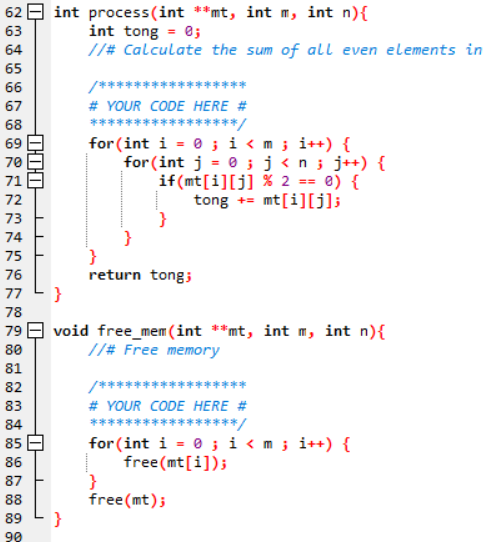 62 int process(int **mt, int m, int n){
63     int tong = 0;
64     //# Calculate the sum of all even elements in
65
66     /*****************
67     # YOUR CODE HERE #
68     *****************/
69     for(int i = 0 ; i < m ; i++) {
70         for(int j = 0 ; j < n ; j++) {
71             if(mt[i][j] % 2 == 0) {
72                 tong += mt[i][j];
73             }
74         }
75     }
76     return tong;
77 }
78
79 void free_mem(int **mt, int m, int n){
80     //# Free memory
81
82     /*****************
83     # YOUR CODE HERE #
84     *****************/
85     for(int i = 0 ; i < m ; i++) {
86         free(mt[i]);
87     }
88     free(mt);
89 }
90